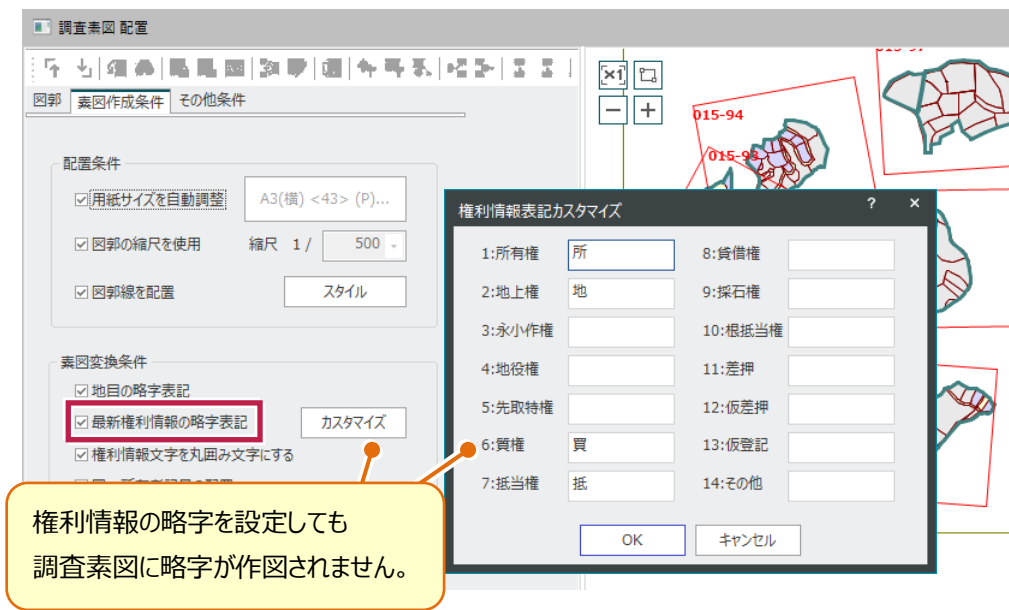 調査素図 配置
図郭 素図作成条件 その他条件
配置条件
用紙サイズを自動調整 A3(横) <43> (P)...
図郭の縮尺を使用 縮尺 1 / 500
図郭線を配置 スタイル
素図変換条件
地目の略字表記
最新権利情報の略字表記 カスタマイズ
権利情報文字を丸囲み文字にする
×1
015-94
015-93
権利情報表記カスタマイズ ? ×
1:所有権 所 8:賃借権
2:地上権 地 9:採石権
3:永小作権 10:根抵当権
4:地役権 11:差押
5:先取特権 12:仮差押
6:質権 買 13:仮登記
7:抵当権 抵 14:その他
OK キャンセル
権利情報の略字を設定しても
調査素図に略字が作図されません。